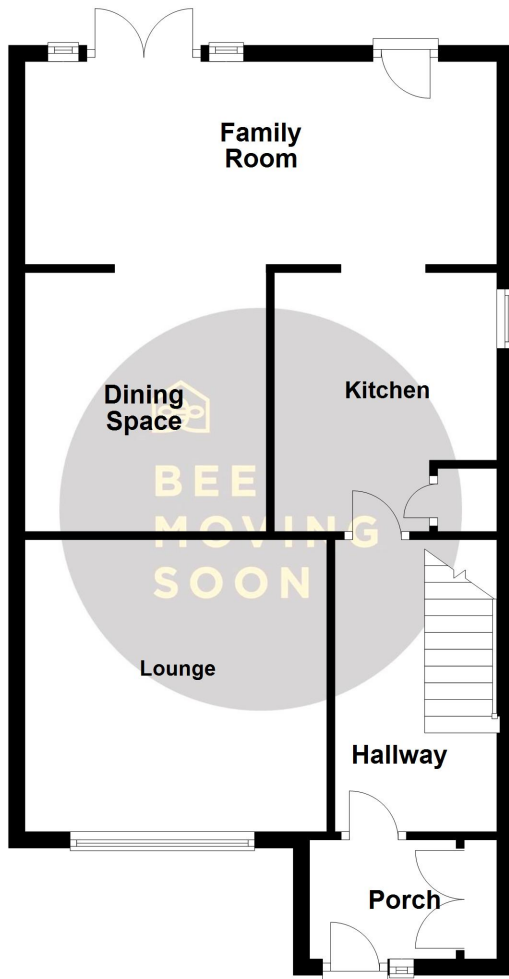 Family
Room
Dining
Space
Kitchen
BEE
MOVING
SOON
Lounge
Hallway
Porch